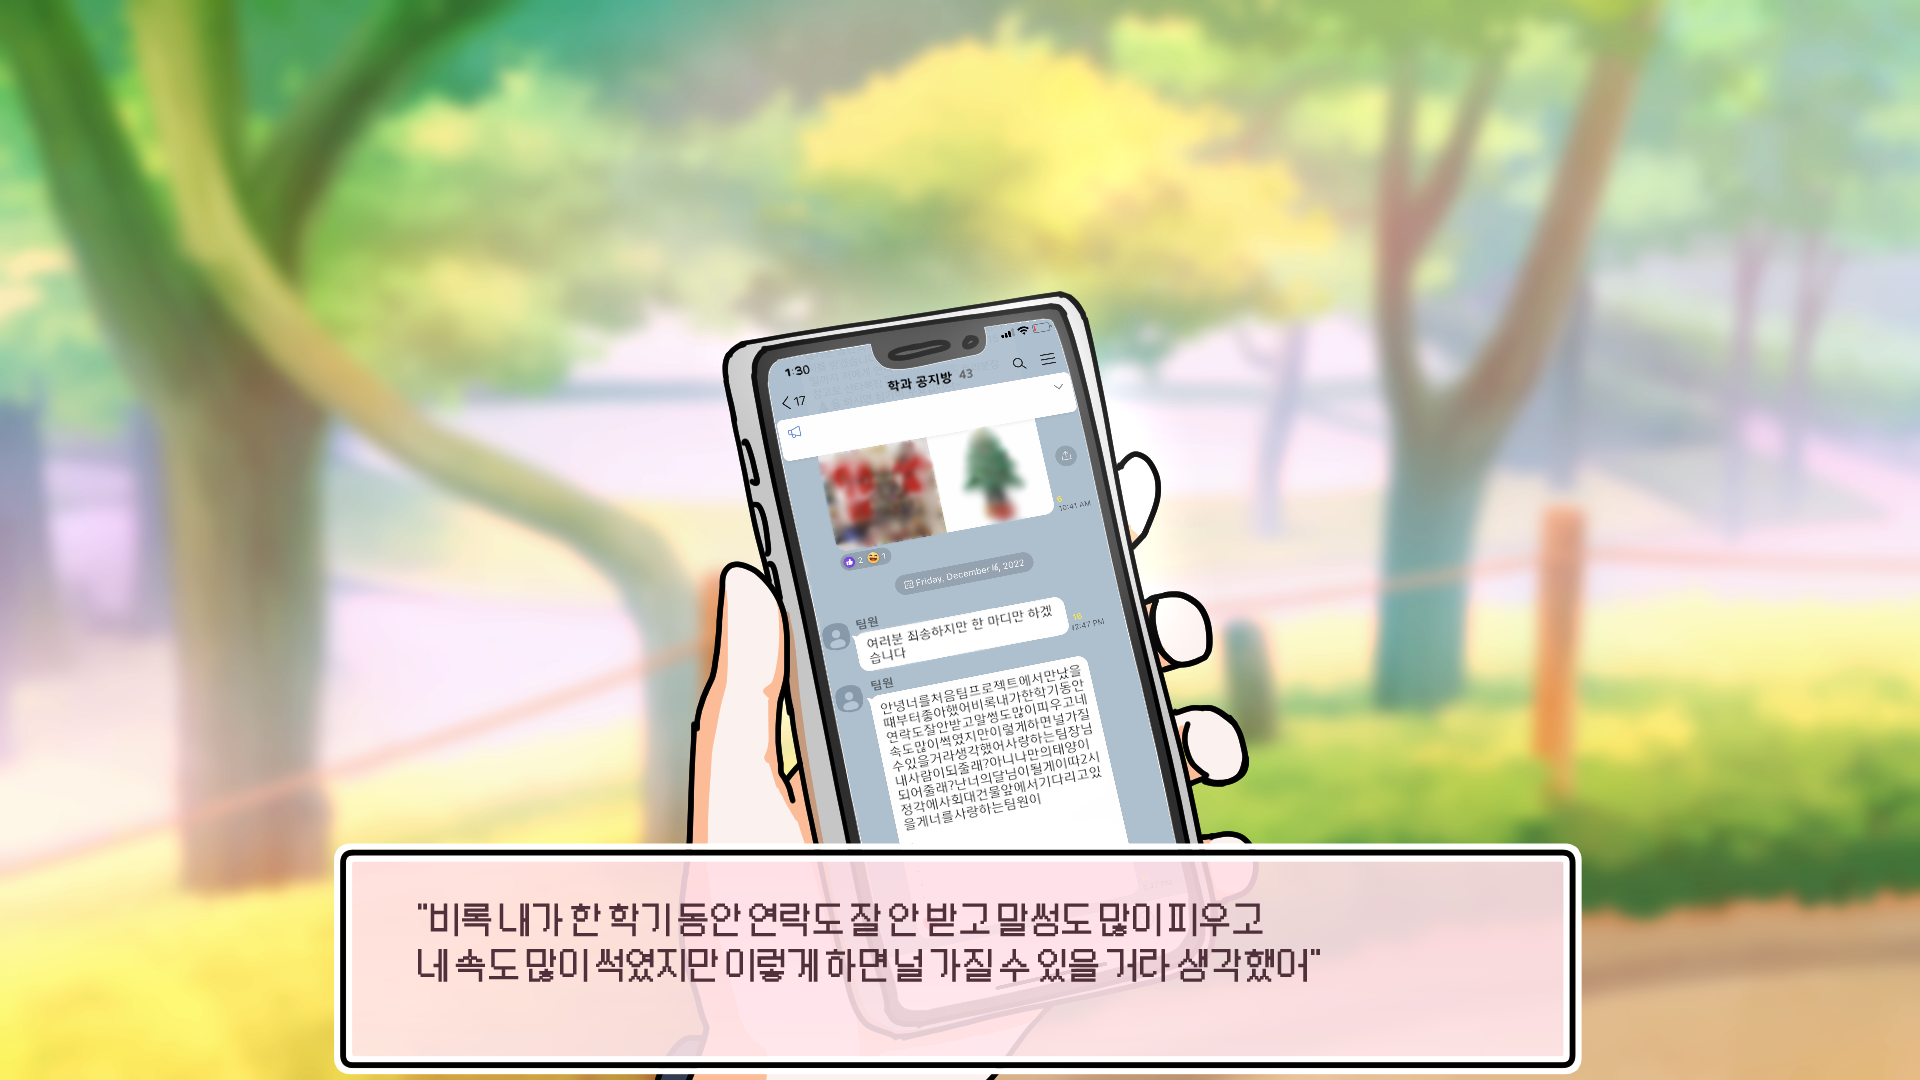 1:30
17
학과 공지방 43
8
10:41 AM
2
1
Friday, December 16, 2022
팀원
여러분 죄송하지만 한 마디만 하겠
습니다
12:47 PM
팀원
안녕너를처음팀프로젝트에서만났을
떄부터좋아했어비록내가한학기동안
연락도잘안받고말썽도많이피우고네
속도많이썩였지만이렇게하면널가질
수있을거라생각했어사랑하는팀장님
내사람이되줄래?아니나만의태양이
되어줄래?난너의달님이될게이따2시
정각에사회대건물앞에서기다리고있
을게너를사랑하는팀원이
"비록 내가 한 학기 동안 연락도 잘 안 받고 말썽도 많이 피우고
네 속도 많이 썩였지만 이렇게 하면 널 가질 수 있을 거라 생각했어"